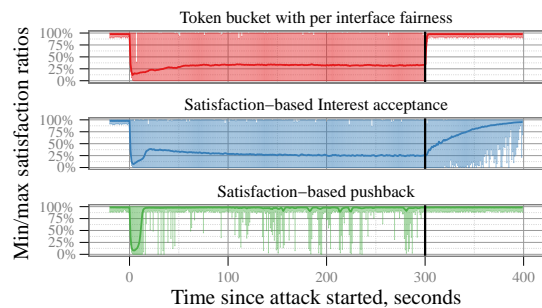 Token bucket with per interface fairness
100%
75%
50%
25%
0%
Satisfaction−based Interest acceptance
100%
75%
50%
25%
0%
Satisfaction−based pushback
100%
75%
50%
25%
0%
Min/max satisfaction ratios
0 100 200 300 400
Time since attack started, seconds